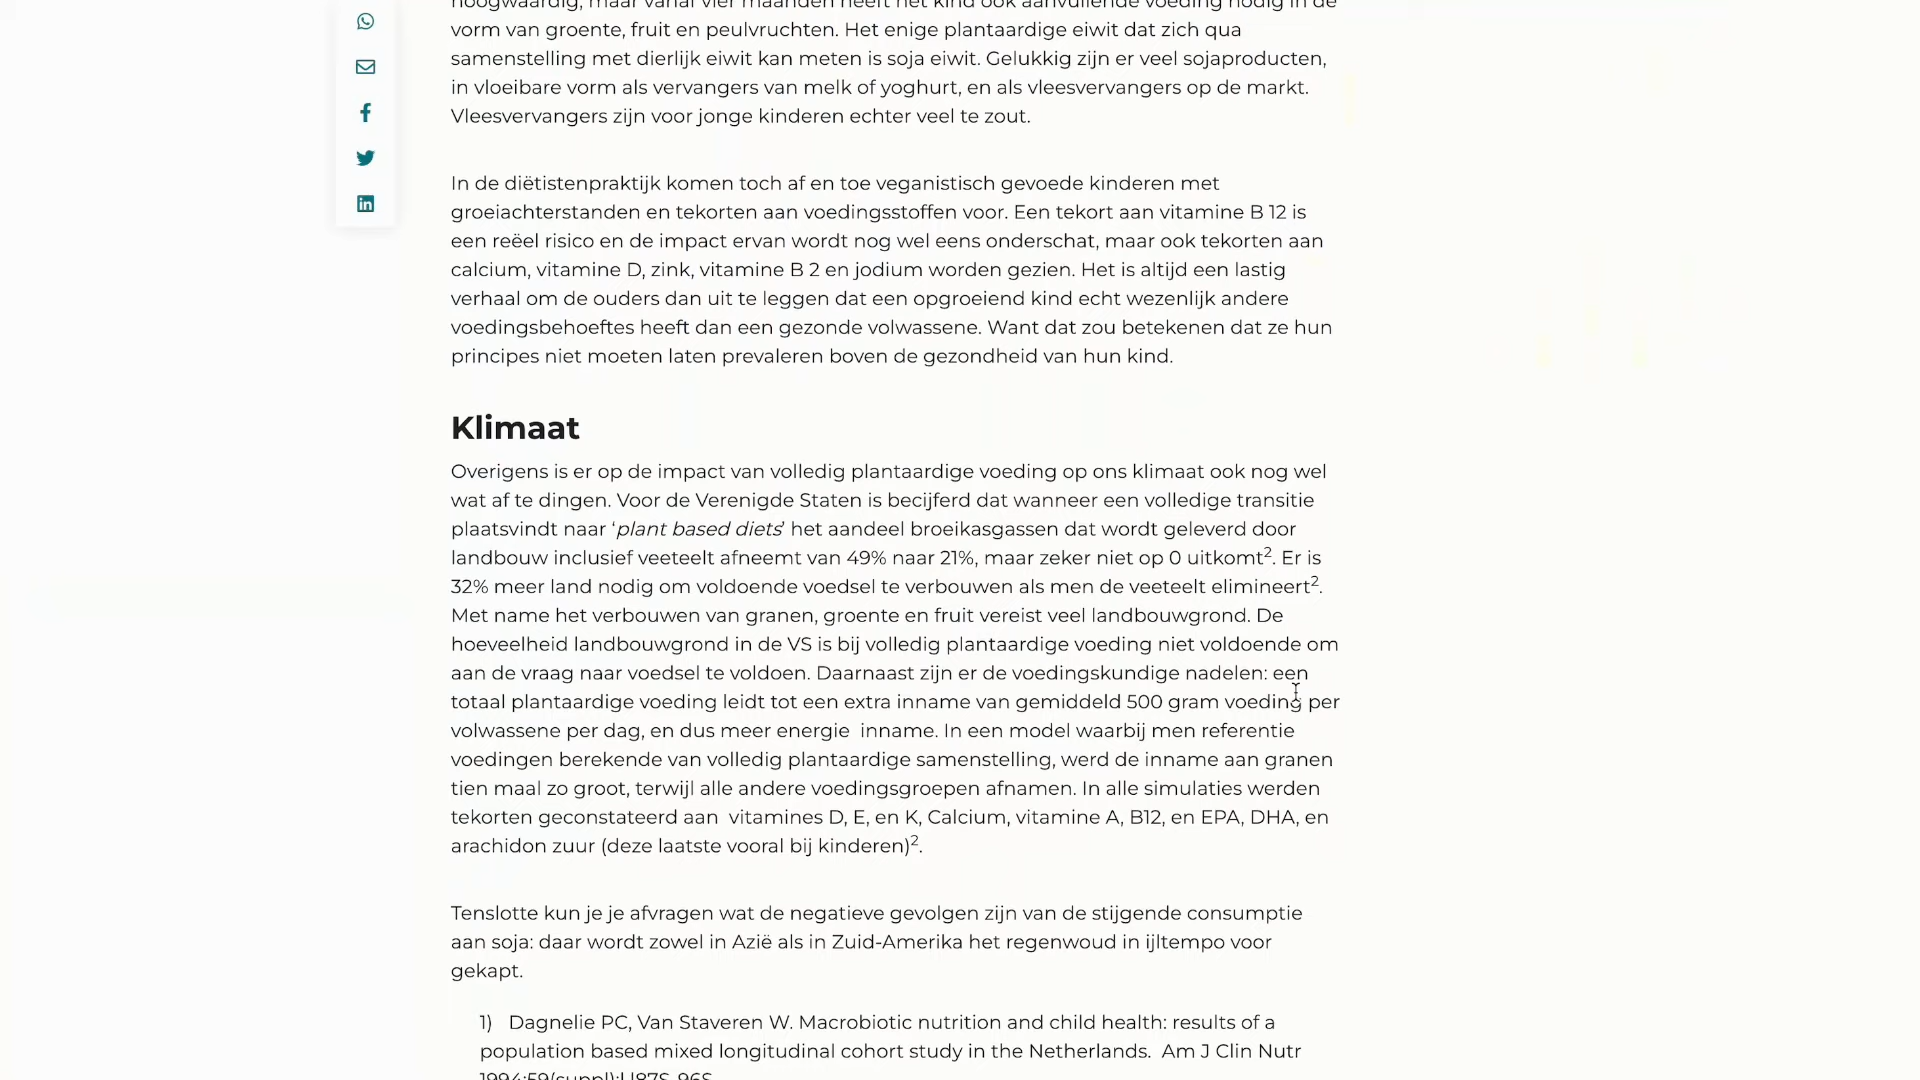 hoogwaardig, maar vanaf vier maanden heeft het kind ook aanvullende voeding nodig in de
vorm van groente, fruit en peulvruchten. Het enige plantaardige eiwit dat zich qua
samenstelling met dierlijk eiwit kan meten is soja eiwit. Gelukkig zijn er veel sojaproducten,
in vloeibare vorm als vervangers van melk of yoghurt, en als vleesvervangers op de markt.
Vleesvervangers zijn voor jonge kinderen echter veel te zout.
In de diëtistenpraktijk komen toch af en toe veganistisch gevoede kinderen met
groeiachterstanden en tekorten aan voedingsstoffen voor. Een tekort aan vitamine B 12 is
een reëel risico en de impact ervan wordt nog wel eens onderschat, maar ook tekorten aan
calcium, vitamine D, zink, vitamine B 2 en jodium worden gezien. Het is altijd een lastig
verhaal om de ouders dan uit te leggen dat een opgroeiend kind echt wezenlijk andere
voedingsbehoeftes heeft dan een gezonde volwassene. Want dat zou betekenen dat ze hun
principes niet moeten laten prevaleren boven de gezondheid van hun kind.
Klimaat
Overigens is er op de impact van volledig plantaardige voeding op ons klimaat ook nog wel
wat af te dingen. Voor de Verenigde Staten is becijferd dat wanneer een volledige transitie
plaatsvindt naar ‘plant based diets’ het aandeel broeikasgassen dat wordt geleverd door
landbouw inclusief veeteelt afneemt van 49% naar 21%, maar zeker niet op 0 uitkomt². Er is
32% meer land nodig om voldoende voedsel te verbouwen als men de veeteelt elimineert².
Met name het verbouwen van granen, groente en fruit vereist veel landbouwgrond. De
hoeveelheid landbouwgrond in de VS is bij volledig plantaardige voeding niet voldoende om
aan de vraag naar voedsel te voldoen. Daarnaast zijn er de voedingskundige nadelen: een
totaal plantaardige voeding leidt tot een extra inname van gemiddeld 500 gram voeding per
volwassene per dag, en dus meer energie  inname. In een model waarbij men referentie
voedingen berekende van volledig plantaardige samenstelling, werd de inname aan granen
tien maal zo groot, terwijl alle andere voedingsgroepen afnamen. In alle simulaties werden
tekorten geconstateerd aan  vitamines D, E, en K, Calcium, vitamine A, B12, en EPA, DHA, en
arachidon zuur (deze laatste vooral bij kinderen)².
Tenslotte kun je je afvragen wat de negatieve gevolgen zijn van de stijgende consumptie
aan soja: daar wordt zowel in Azië als in Zuid-Amerika het regenwoud in ijltempo voor
gekapt.
1) Dagnelie PC, Van Staveren W. Macrobiotic nutrition and child health: results of a
population based mixed longitudinal cohort study in the Netherlands.  Am J Clin Nutr